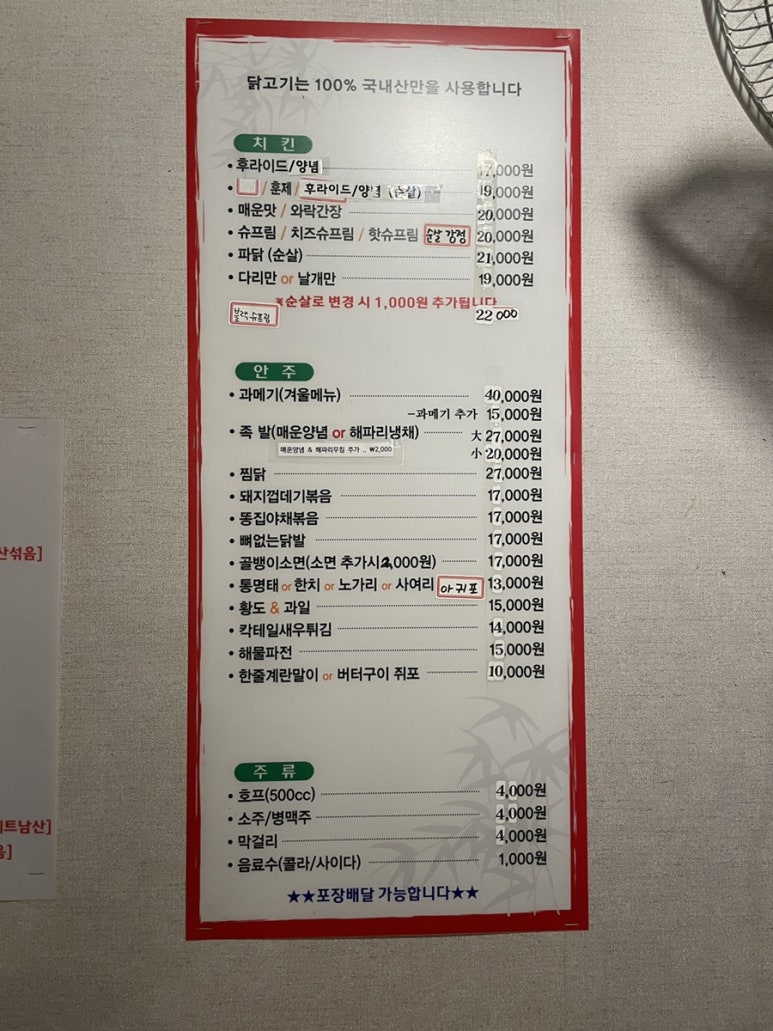 닭고기는 100% 국내산만을 사용합니다
치 킨
• 후라이드/양념 17,000원
• / 훈제 / 후라이드/양념 (순살) 19,000원
• 매운맛 / 와락간장 20,000원
• 슈프림 / 치즈슈프림 / 핫슈프림 순살 강정 20,000원
• 파닭 (순살) 21,000원
• 다리만 or 날개만 19,000원
※순살로 변경 시 1,000원 추가됩니다
블랙슈프림 22000
안 주
• 과메기(겨울메뉴) 40,000원
-과메기 추가 15,000원
• 족 발(매운양념 or 해파리냉채) 大 27,000원
매운양념 & 해파리무침 추가 .. ₩2,000 小 20,000원
• 찜닭 27,000원
• 돼지껍데기볶음 17,000원
• 똥집야채볶음 17,000원
• 뼈없는닭발 17,000원
• 골뱅이소면(소면 추가시2,000원) 17,000원
• 통명태 or 한치 or 노가리 or 사여리 아귀포 13,000원
• 황도 & 과일 15,000원
• 칵테일새우튀김 14,000원
• 해물파전 15,000원
• 한줄계란말이 or 버터구이 쥐포 10,000원
주 류
• 호프(500cc) 4,000원
• 소주/병맥주 4,000원
• 막걸리 4,000원
• 음료수(콜라/사이다) 1,000원
★★포장배달 가능합니다★★
산섞음]
트남산]